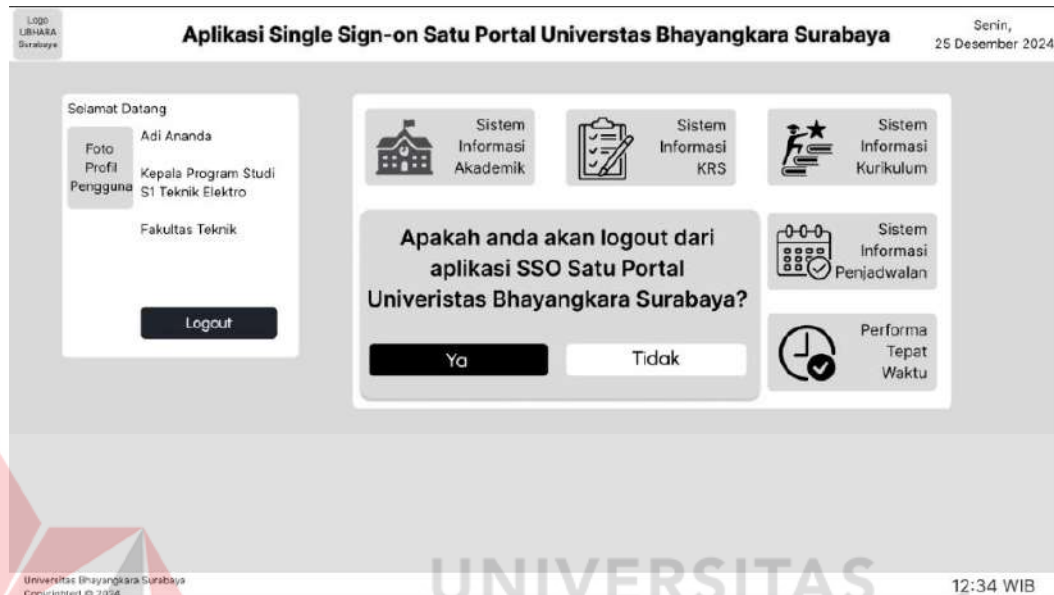 Logo
UBHARA
Surabaya
Aplikasi Single Sign-on Satu Portal Universtas Bhayangkara Surabaya
Senin,
25 Desember 2024
Selamat Datang
Foto
Profil
Pengguna
Adi Ananda
Kepala Program Studi
S1 Teknik Elektro
Fakultas Teknik
Logout
Sistem
Informasi
Akademik
Sistem
Informasi
KRS
Sistem
Informasi
Kurikulum
Apakah anda akan logout dari
aplikasi SSO Satu Portal
Univeristas Bhayangkara Surabaya?
Ya
Tidak
Sistem
Informasi
Penjadwalan
Performa
Tepat
Waktu
Universitas Bhayangkara Surabaya
Copyrighted © 2024
UNIVERSITAS
12:34 WIB